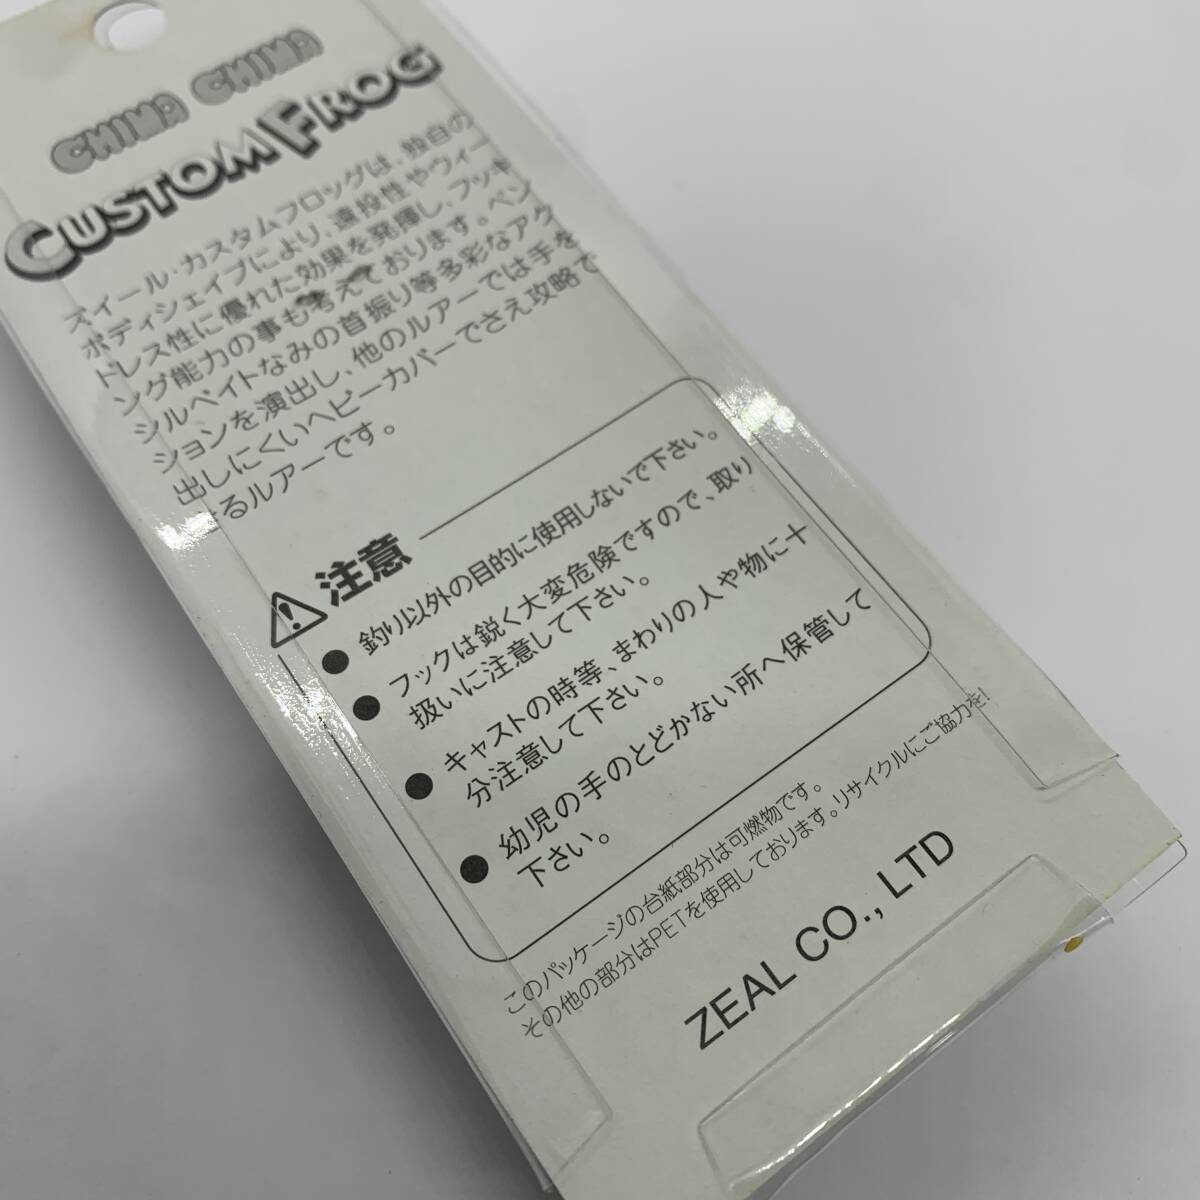 CHIMA CHIMA
CUSTOM FROG
ズイール・カスタムフロッグは、独自の
ボディシェイプにより、遠投性やウィー
ドレス性に優れた効果を発揮し、フッキ
ング能力の事も考えております。ペン
シルベイトなみの首振り等多彩なアク
ションを演出し、他のルアーでは手を
出しにくいヘビーカバーでさえ攻略で
きるルアーです。
注意
● 釣り以外の目的に使用しないで下さい。
● フックは鋭く大変危険ですので、取り
扱いに注意して下さい。
● キャストの時等、まわりの人や物に十
分注意して下さい。
● 幼児の手のとどかない所へ保管して
下さい。
このパッケージの台紙部分は可燃物です。
その他の部分はPETを使用しております。リサイクルにご協力を!
ZEAL CO., LTD